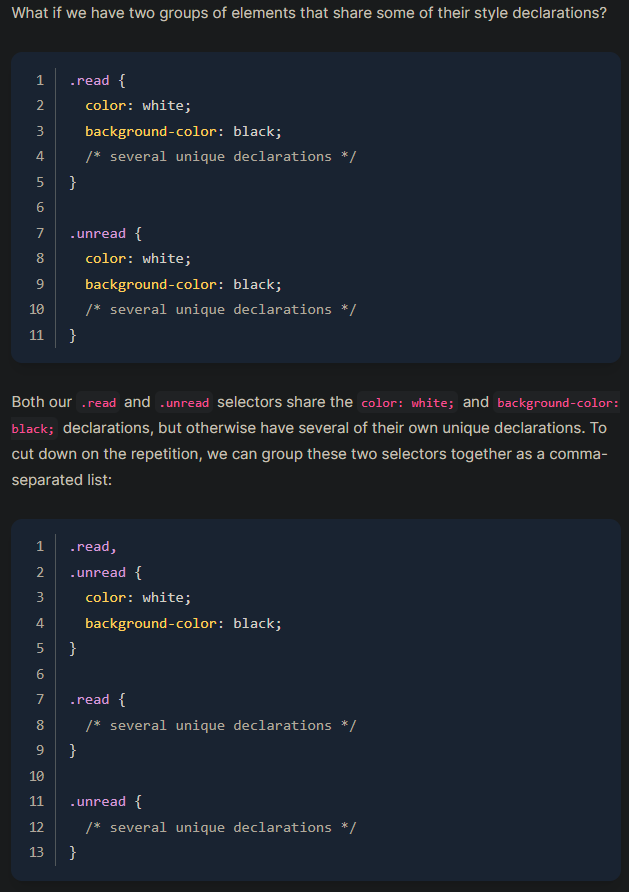 What if we have two groups of elements that share some of their style declarations?
1 .read {
2   color: white;
3   background-color: black;
4   /* several unique declarations */
5 }
6
7 .unread {
8   color: white;
9   background-color: black;
10   /* several unique declarations */
11 }
Both our .read and .unread selectors share the color: white; and background-color:
black; declarations, but otherwise have several of their own unique declarations. To
cut down on the repetition, we can group these two selectors together as a comma-
separated list:
1 .read,
2 .unread {
3   color: white;
4   background-color: black;
5 }
6
7 .read {
8   /* several unique declarations */
9 }
10
11 .unread {
12   /* several unique declarations */
13 }